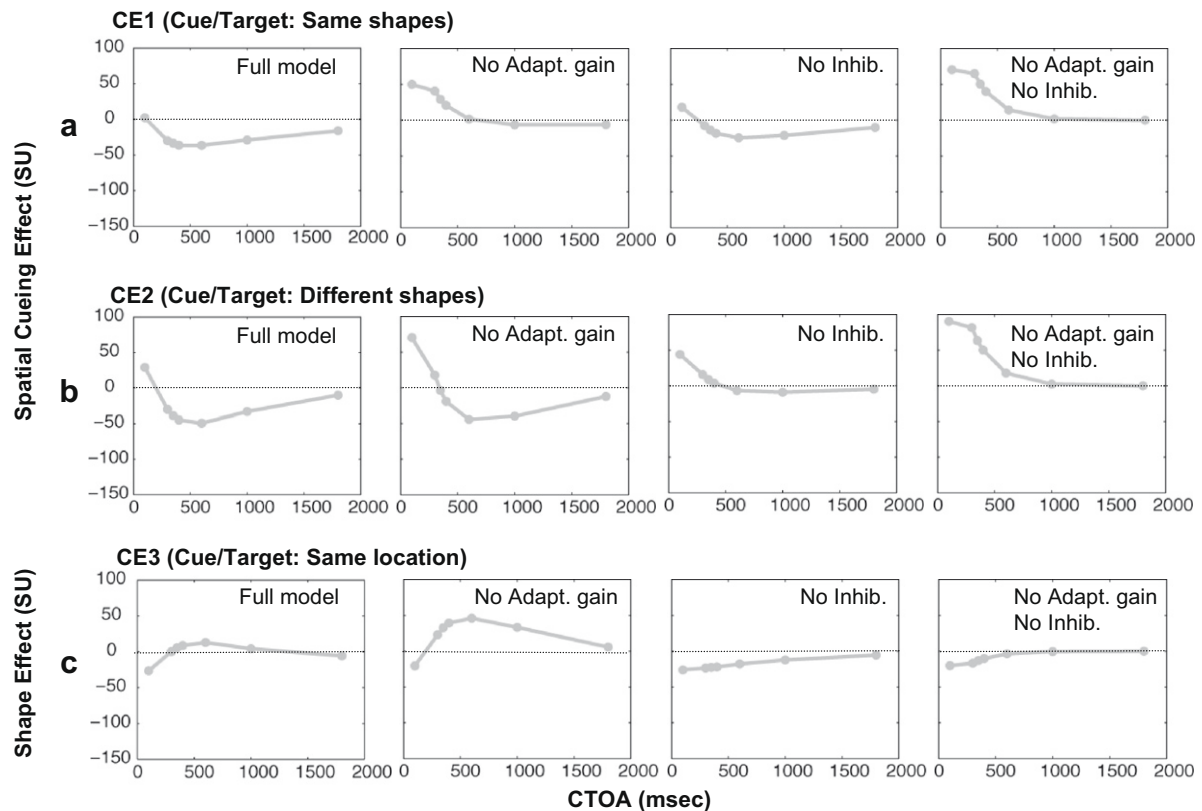 CE1 (Cue/Target: Same shapes)
100
50
0
−50
−100
−150
Full model
No Adapt. gain
No Inhib.
No Adapt. gain
No Inhib.
a
0 500 1000 1500 2000
0 500 1000 1500 2000
0 500 1000 1500 2000
0 500 1000 1500 2000
Spatial Cueing Effect (SU)
CE2 (Cue/Target: Different shapes)
100
50
0
−50
−100
−150
Full model
No Adapt. gain
No Inhib.
No Adapt. gain
No Inhib.
b
0 500 1000 1500 2000
0 500 1000 1500 2000
0 500 1000 1500 2000
0 500 1000 1500 2000
CE3 (Cue/Target: Same location)
100
50
0
−50
−100
−150
Full model
No Adapt. gain
No Inhib.
No Adapt. gain
No Inhib.
c
Shape Effect (SU)
0 500 1000 1500 2000
0 500 1000 1500 2000
0 500 1000 1500 2000
0 500 1000 1500 2000
CTOA (msec)